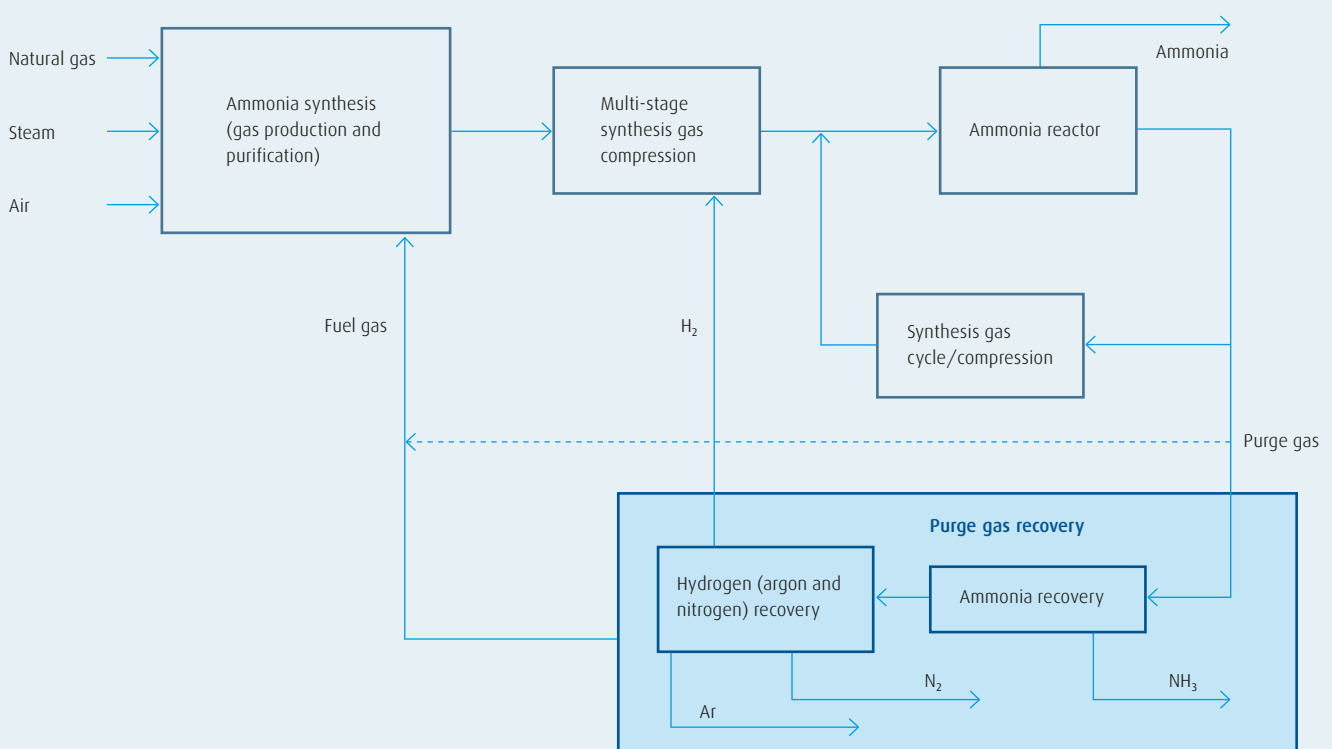 Natural gas
Steam
Air
Ammonia synthesis
(gas production and
purification)
Multi-stage
synthesis gas
compression
Ammonia reactor
Ammonia
Fuel gas
H₂
Synthesis gas
cycle/compression
Purge gas
Purge gas recovery
Hydrogen (argon and
nitrogen) recovery
Ammonia recovery
N₂
NH₃
Ar